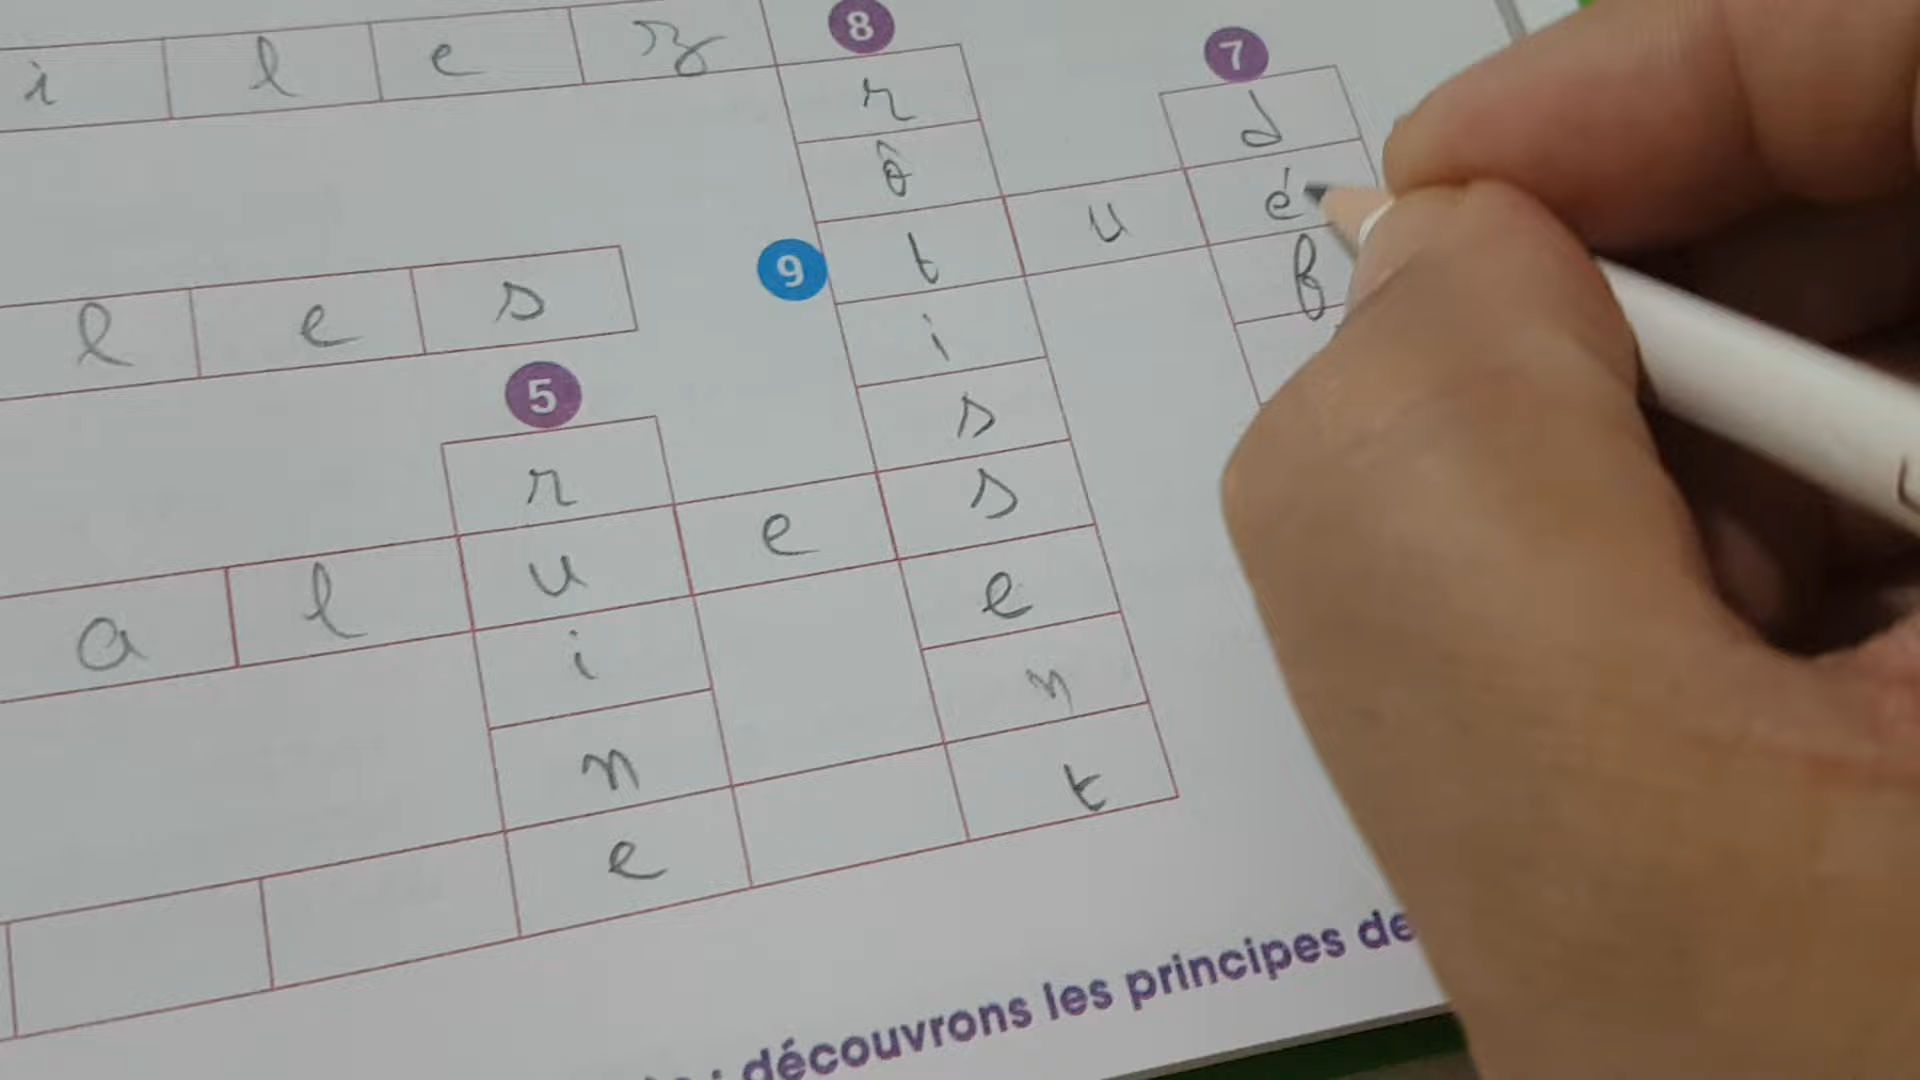 i l e z
8
r
ô
9 t u é
i
s
s
e
n
t
7
d
é
f
l e s
5
r
a l u e s
i
n
e
: découvrons les principes de